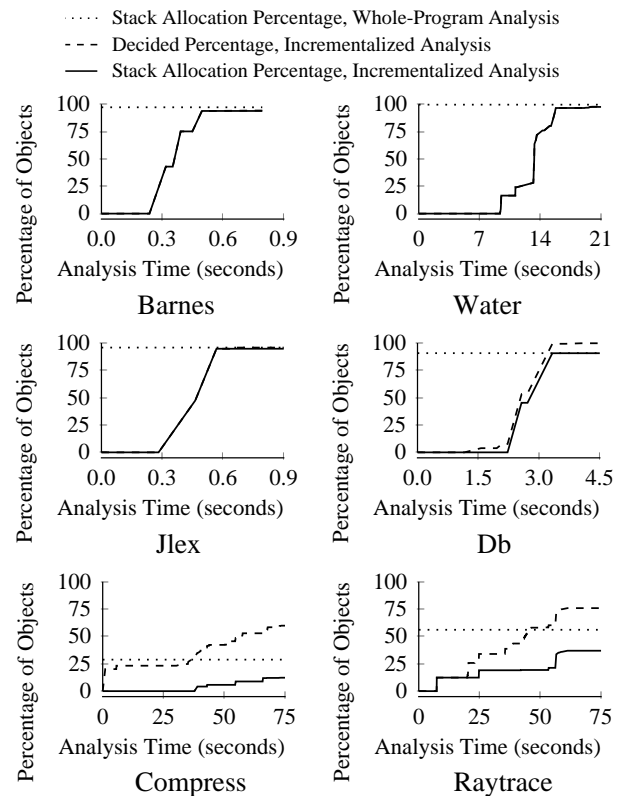 Stack Allocation Percentage, Whole-Program Analysis
Decided Percentage, Incrementalized Analysis
Stack Allocation Percentage, Incrementalized Analysis
Percentage of Objects
100
75
50
25
0
0.0 0.3 0.6 0.9
Analysis Time (seconds)
Barnes
Percentage of Objects
100
75
50
25
0
0 7 14 21
Analysis Time (seconds)
Water
Percentage of Objects
100
75
50
25
0
0.0 0.3 0.6 0.9
Analysis Time (seconds)
Jlex
Percentage of Objects
100
75
50
25
0
0.0 1.5 3.0 4.5
Analysis Time (seconds)
Db
Percentage of Objects
100
75
50
25
0
0 25 50 75
Analysis Time (seconds)
Compress
Percentage of Objects
100
75
50
25
0
0 25 50 75
Analysis Time (seconds)
Raytrace